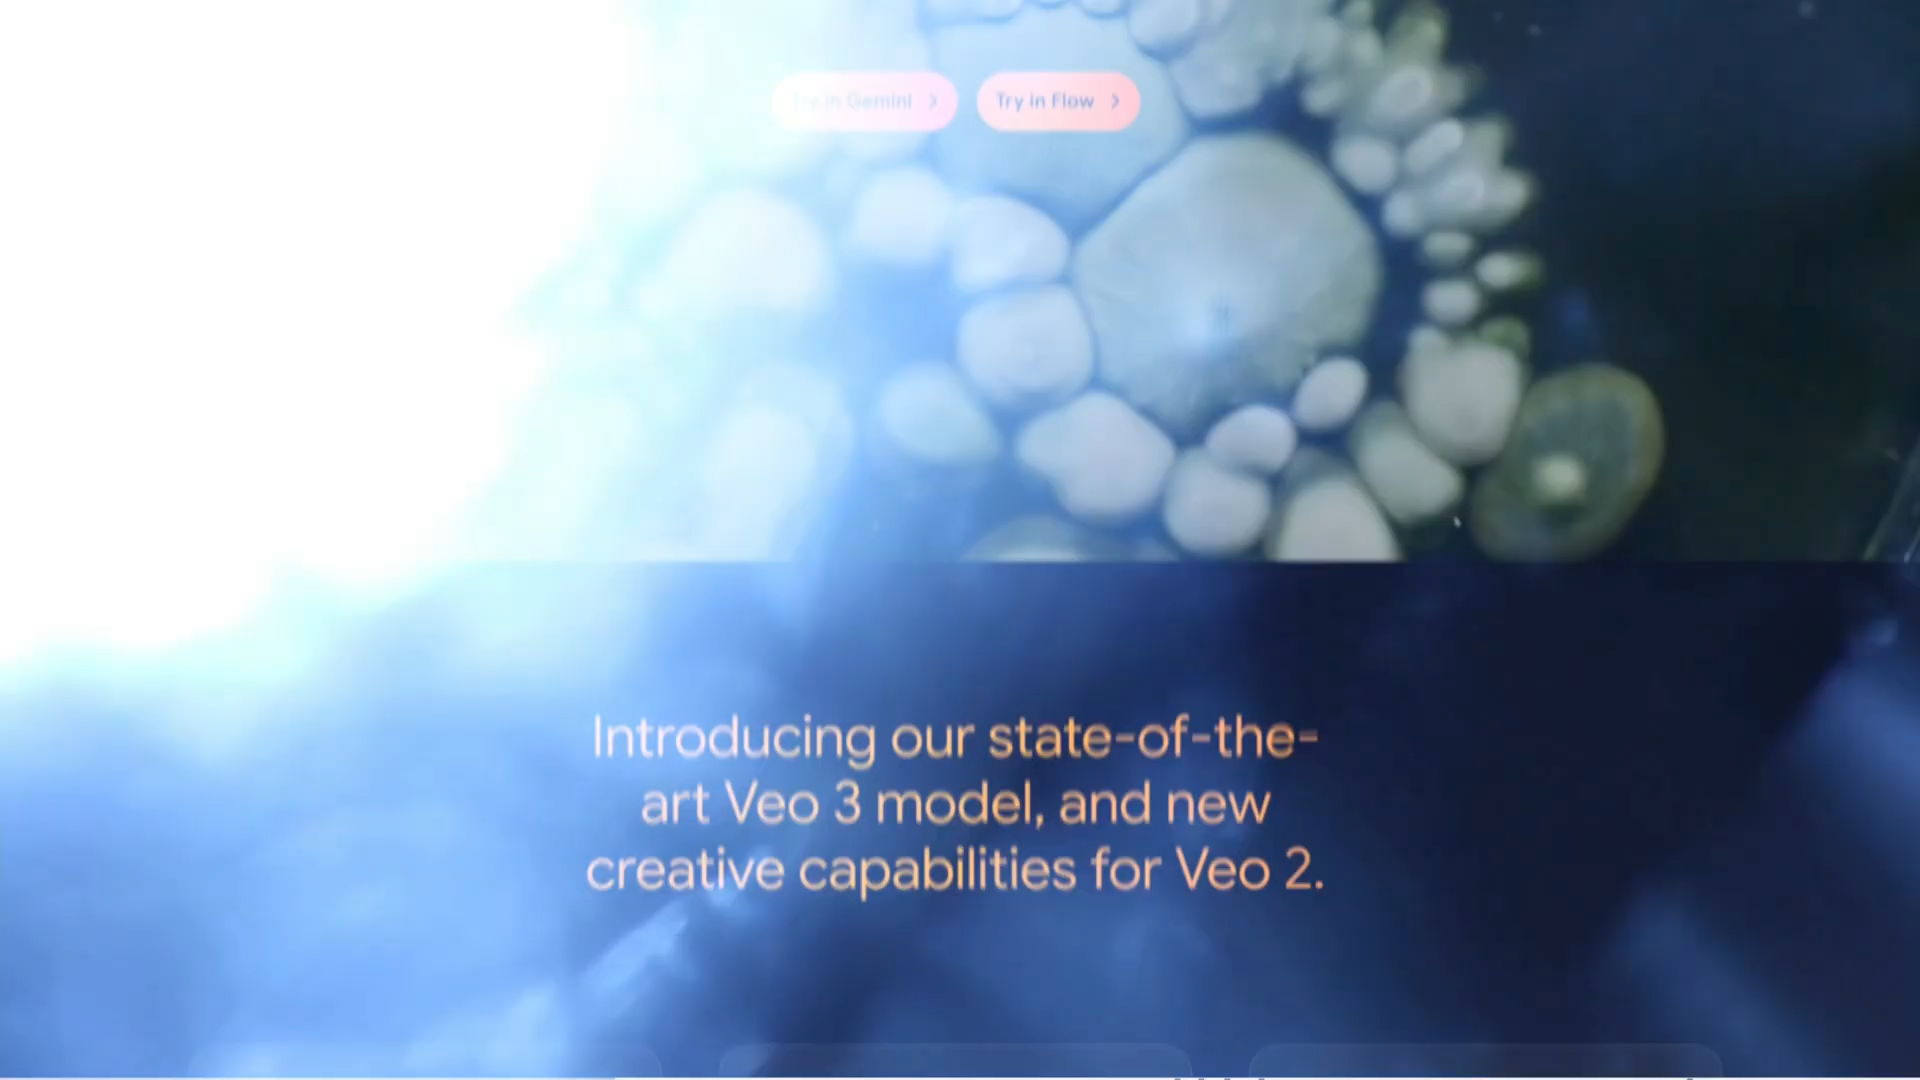 Try in Gemini
Try in Flow
Introducing our state-of-the-
art Veo 3 model, and new
creative capabilities for Veo 2.